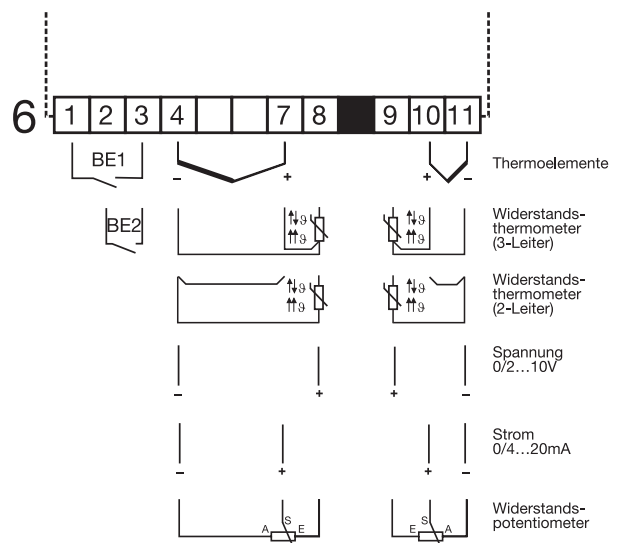 6 1 2 3 4 7 8 9 10 11
BE1
− + + − Thermoelemente
BE2 ϑ ϑ Widerstands-
ϑ ϑ thermometer
(3-Leiter)
ϑ ϑ Widerstands-
ϑ ϑ thermometer
(2-Leiter)
Spannung
0/2...10V
− + + −
Strom
0/4...20mA
− + + −
Widerstands-
A S E E S A potentiometer